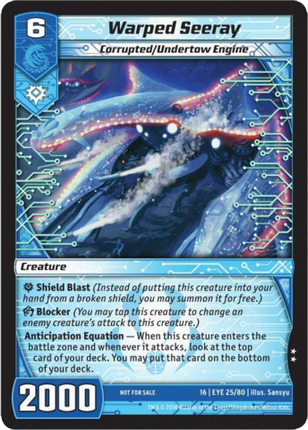 6
Warped Seeray
Corrupted/Undertow Engine
Creature
Shield Blast (Instead of putting this creature into
your hand from a broken shield, you may summon it for free.)
Blocker (You may tap this creature to change an
enemy creature's attack to this creature.)
Anticipation Equation — When this creature enters the
battle zone and whenever it attacks, look at the top
card of your deck. You may put that card on the bottom
of your deck.
2000
NOT FOR SALE
16 | EYE 25/80 | illus. Sansyu